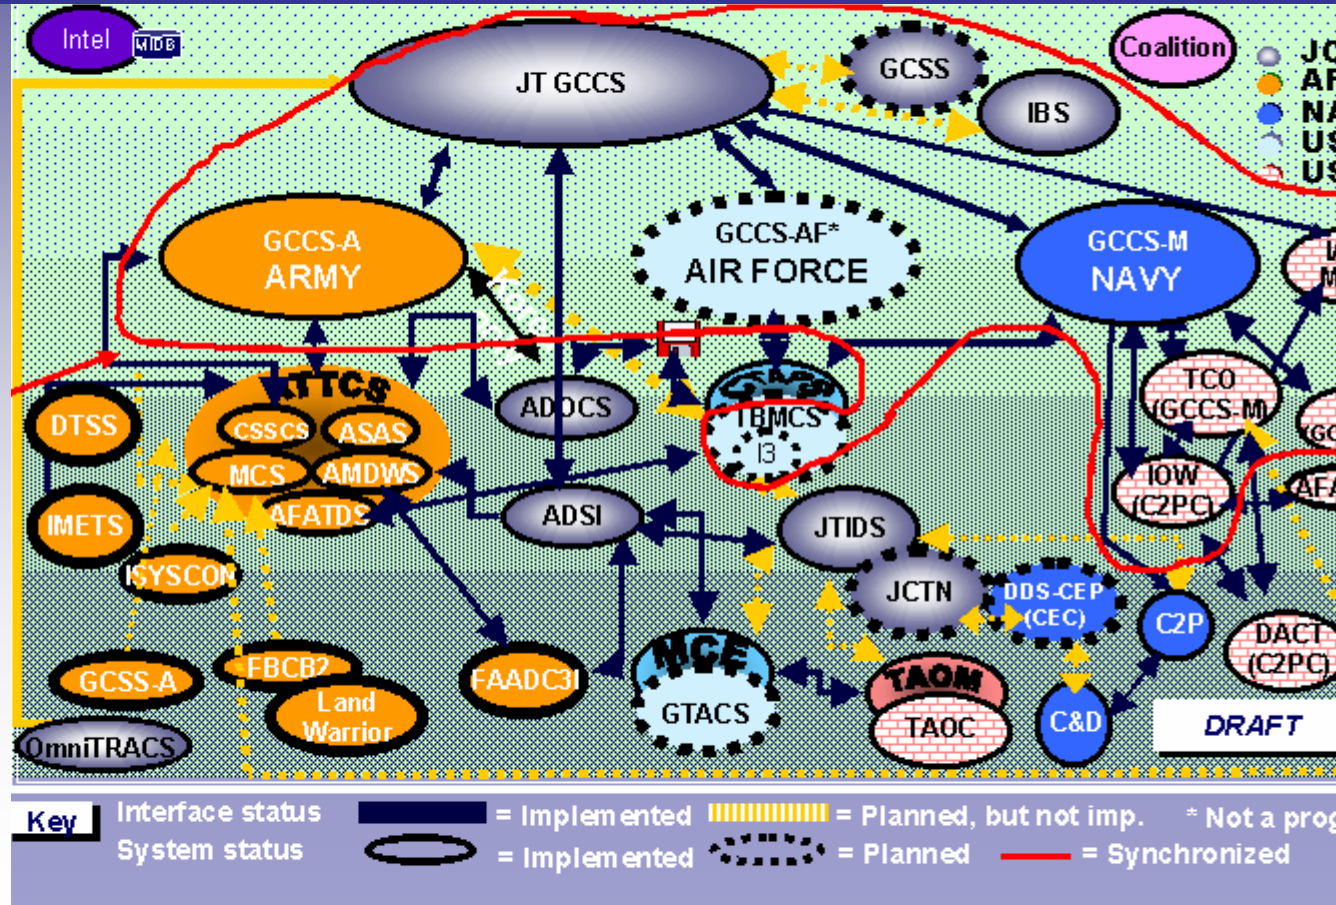 Intel
MIDB
JT GCCS
GCSS
IBS
Coalition
GCCS-A
ARMY
GCCS-AF*
AIR FORCE
GCCS-M
NAVY
TCO
(GCCS-M)
DTSS
CSSCS
ASAS
MCS
AMDWS
AFATDS
ADOCS
TBMCS
I3
IOW
(C2PC)
IMETS
ADSI
JTIDS
ISYSCON
JCTN
DDS-CEP
(CEC)
C2P
DACT
(C2PC)
GCSS-A
FBCB2
Land
Warrior
FAADC3I
MCE
GTACS
TAOM
TAOC
C&D
OmniTRACS
DRAFT
Key
Interface status
= Implemented
= Planned, but not imp.
* Not a
System status
= Implemented
= Planned
= Synchronized